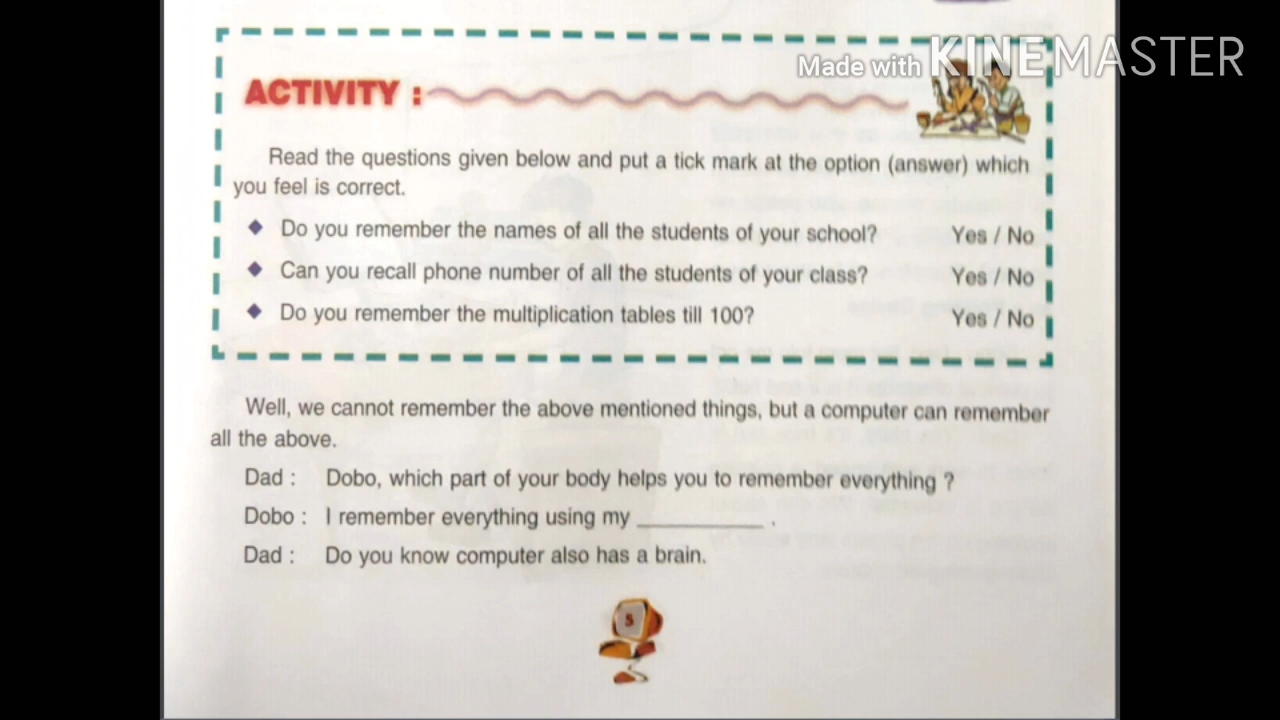 Made with KINEMASTER
ACTIVITY :
Read the questions given below and put a tick mark at the option (answer) which
you feel is correct.
◆ Do you remember the names of all the students of your school? Yes / No
◆ Can you recall phone number of all the students of your class? Yes / No
◆ Do you remember the multiplication tables till 100? Yes / No
Well, we cannot remember the above mentioned things, but a computer can remember
all the above.
Dad : Dobo, which part of your body helps you to remember everything ?
Dobo : I remember everything using my ___________ .
Dad : Do you know computer also has a brain.
5